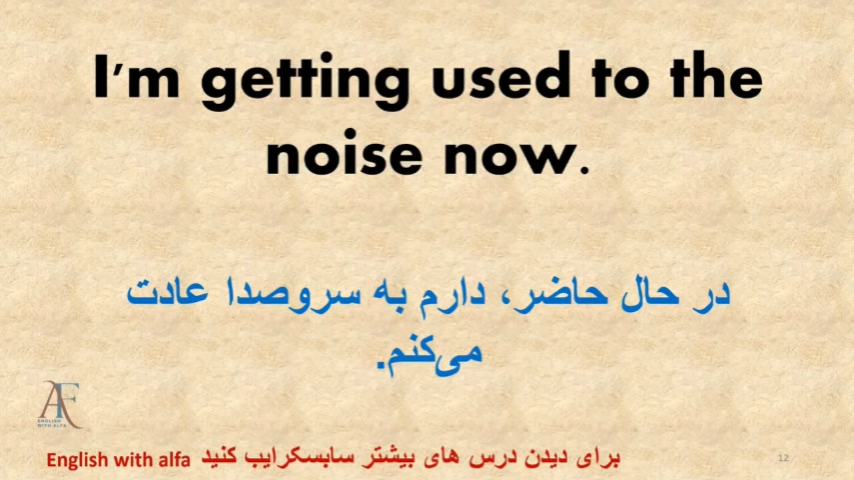 I'm getting used to the
noise now.
در حال حاضر، دارم به سروصدا عادت
می‌کنم.
AF
ENGLISH
WITH ALFA
برای دیدن درس های بیشتر سابسکرایب کنید English with alfa
12